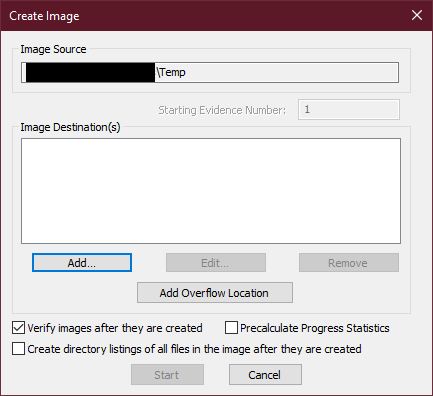 Create Image
Image Source
\Temp
Starting Evidence Number: 1
Image Destination(s)
Add... Edit... Remove
Add Overflow Location
Verify images after they are created Precalculate Progress Statistics
Create directory listings of all files in the image after they are created
Start Cancel